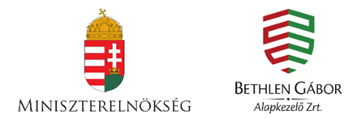 MINISZTERELNÖKSÉG
BETHLEN GÁBOR
Alapkezelő Zrt.